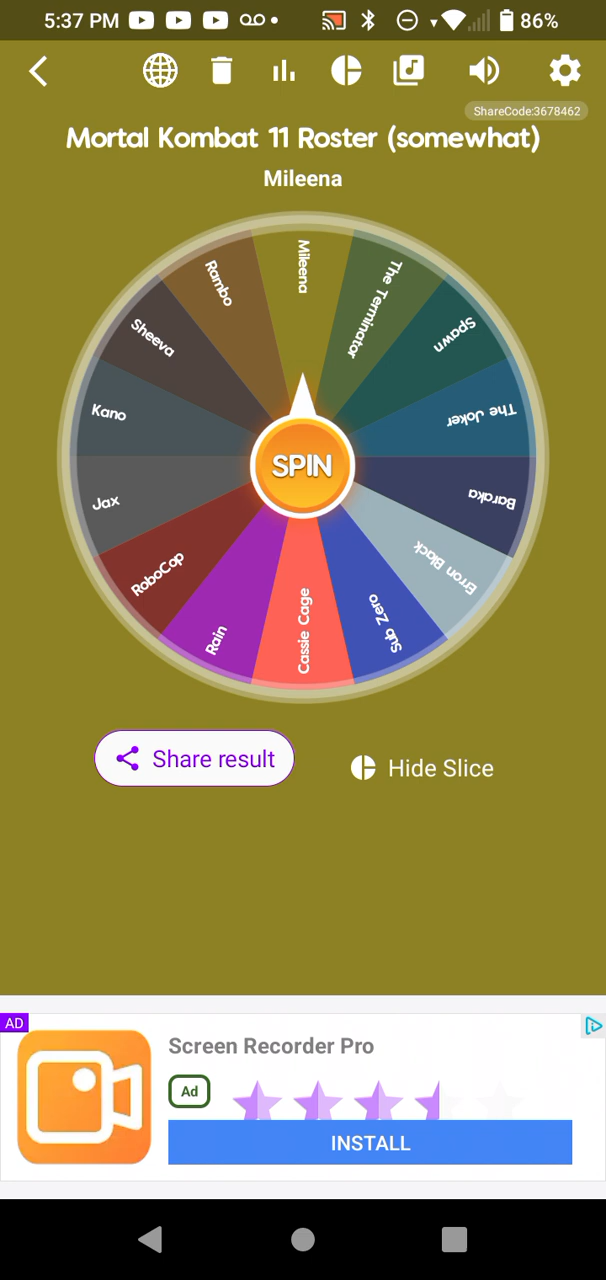 5:37 PM
86%
ShareCode:3678462
Mortal Kombat 11 Roster (somewhat)
Mileena
Mileena
The Terminator
Spawn
The Joker
Baraka
Erron Black
Sub Zero
Cassie Cage
Rain
RoboCop
Jax
Kano
Sheeva
Rambo
SPIN
Share result
Hide Slice
AD
Screen Recorder Pro
Ad
INSTALL